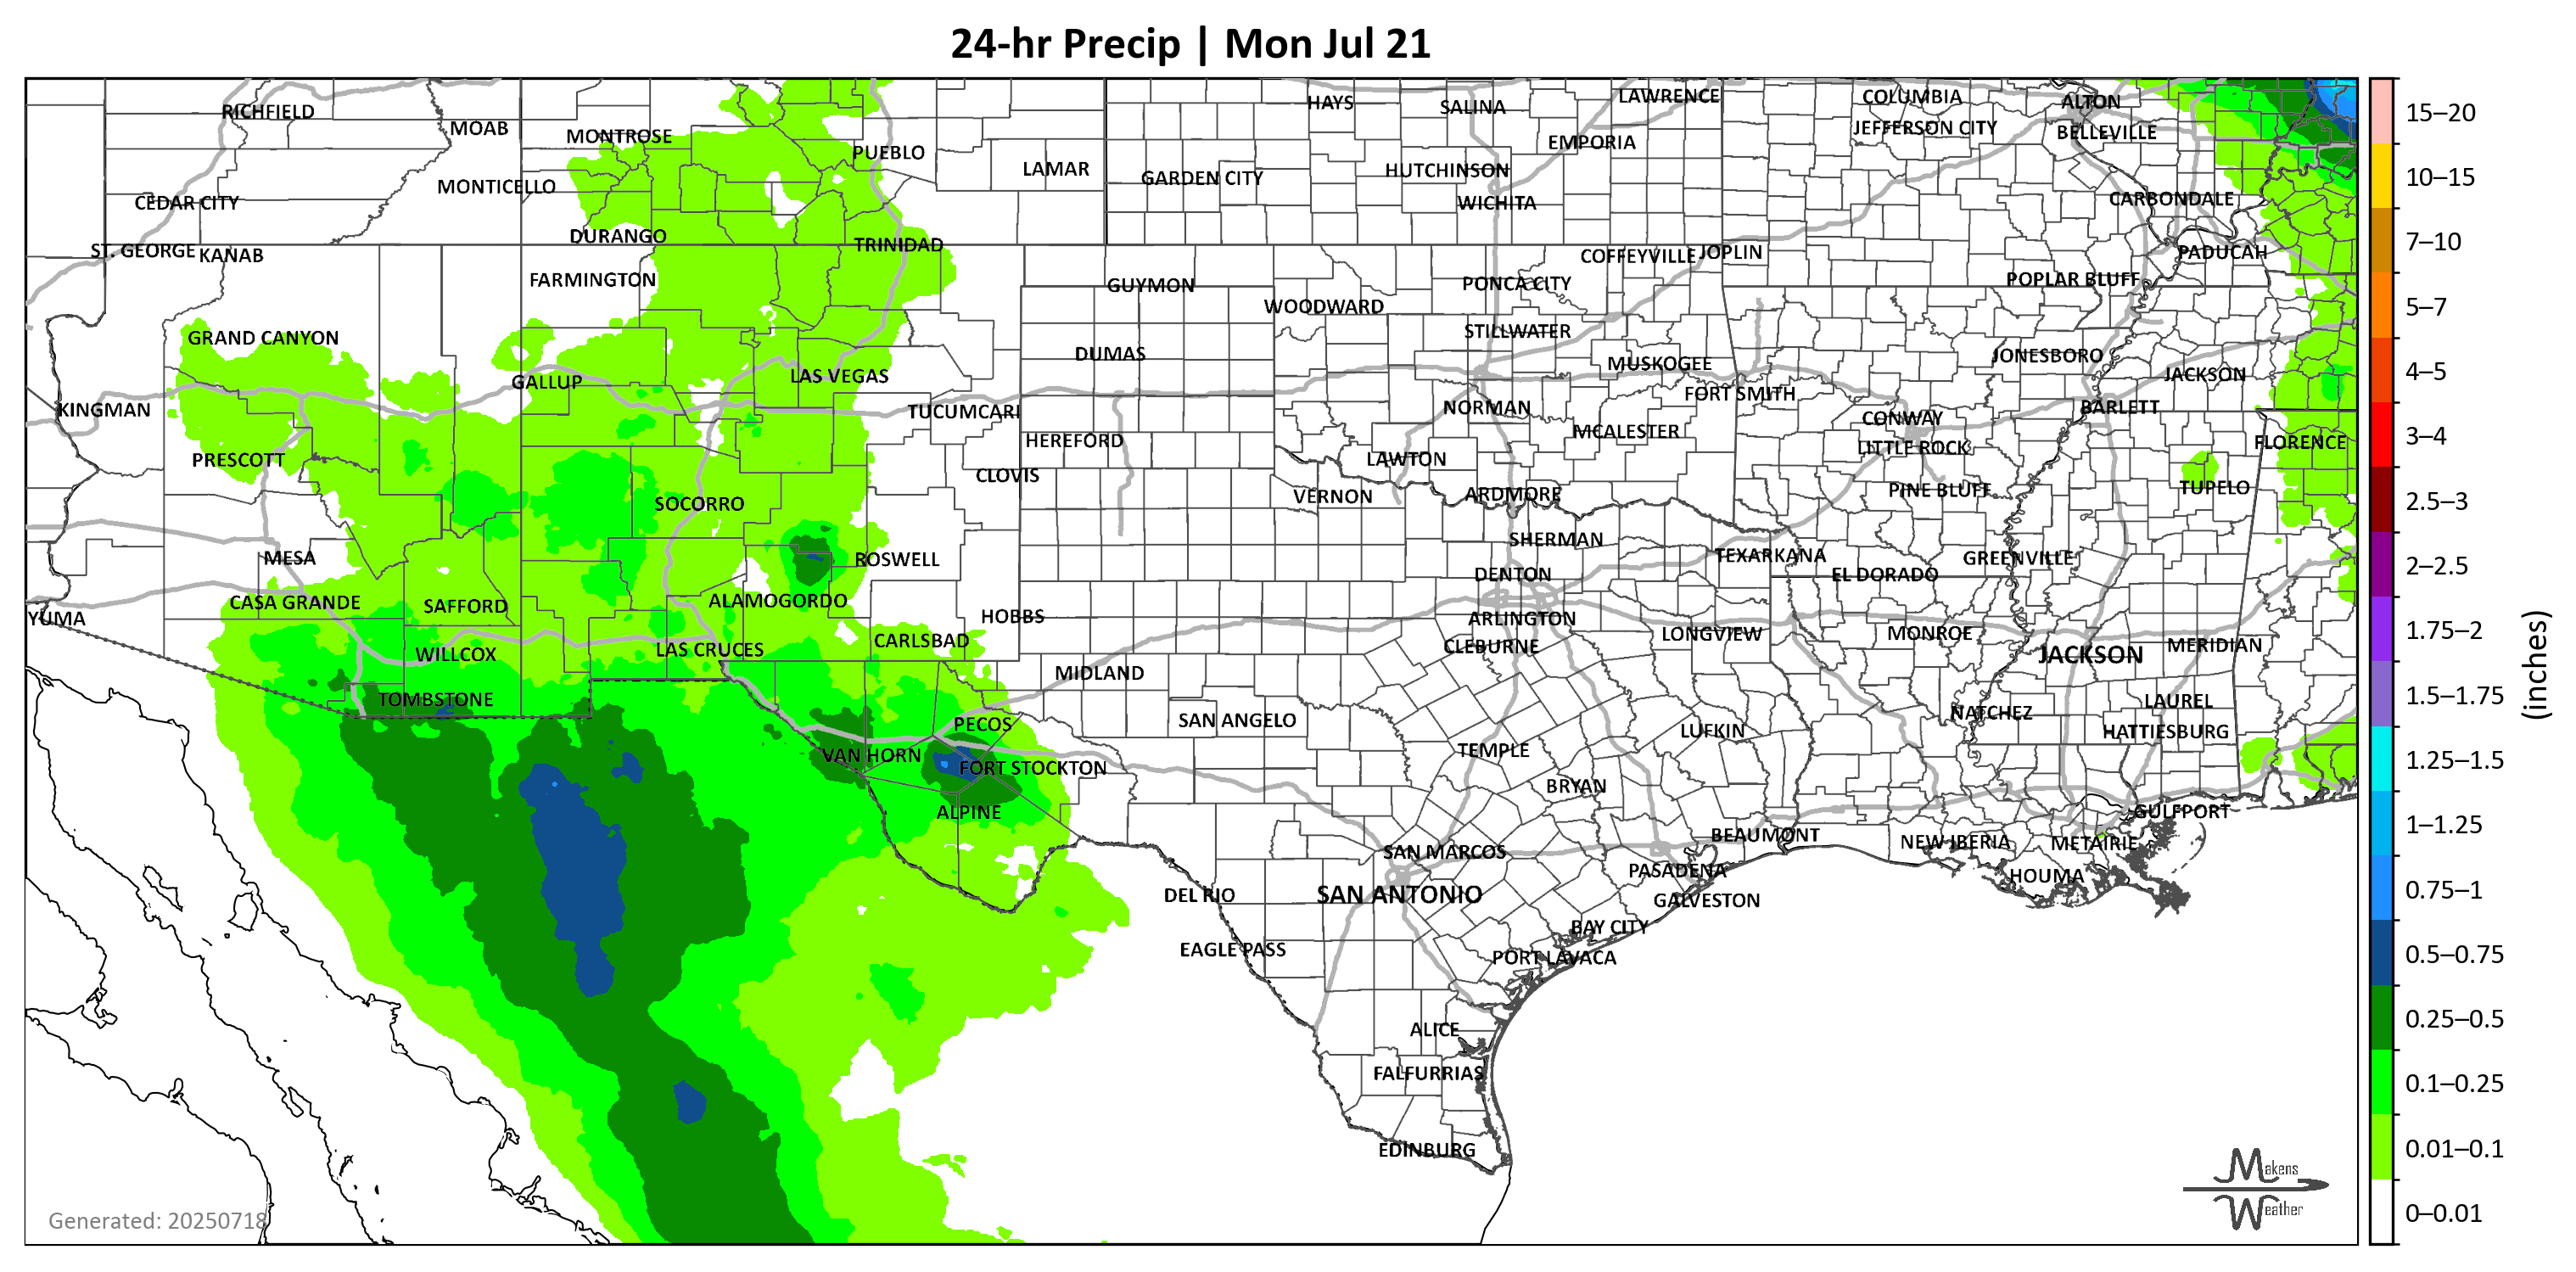 24-hr Precip | Mon Jul 21
RICHFIELD
MOAB
MONTROSE
PUEBLO
LAMAR
HAYS
SALINA
LAWRENCE
EMPORIA
COLUMBIA
JEFFERSON CITY
ALTON
BELLEVILLE
CEDAR CITY
MONTICELLO
GARDEN CITY
HUTCHINSON
WICHITA
CARBONDALE
ST. GEORGE
KANAB
DURANGO
TRINIDAD
COFFEYVILLE
JOPLIN
PADUCAH
FARMINGTON
GUYMON
WOODWARD
PONCA CITY
POPLAR BLUFF
GRAND CANYON
STILLWATER
DUMAS
MUSKOGEE
JONESBORO
JACKSON
GALLUP
LAS VEGAS
FORT SMITH
KINGMAN
TUCUMCARI
NORMAN
CONWAY
BARLETT
HEREFORD
MCALESTER
LITTLE ROCK
FLORENCE
PRESCOTT
CLOVIS
LAWTON
VERNON
ARDMORE
PINE BLUFF
TUPELO
SOCORRO
SHERMAN
MESA
ROSWELL
TEXARKANA
GREENVILLE
DENTON
EL DORADO
CASA GRANDE
SAFFORD
ALAMOGORDO
YUMA
HOBBS
ARLINGTON
CLEBURNE
LONGVIEW
MONROE
WILLCOX
LAS CRUCES
CARLSBAD
JACKSON
MERIDIAN
MIDLAND
TOMBSTONE
PECOS
SAN ANGELO
NATCHEZ
LAUREL
HATTIESBURG
VAN HORN
FORT STOCKTON
TEMPLE
LUFKIN
BRYAN
ALPINE
GULFPORT
SAN MARCOS
BEAUMONT
NEW IBERIA
METAIRIE
PASADENA
HOUMA
DEL RIO
SAN ANTONIO
GALVESTON
EAGLE PASS
BAY CITY
PORT LAVACA
ALICE
FALFURRIAS
EDINBURG
Generated: 20250718
Makens
Weather
15–20
10–15
7–10
5–7
4–5
3–4
2.5–3
2–2.5
1.75–2
1.5–1.75
1.25–1.5
1–1.25
0.75–1
0.5–0.75
0.25–0.5
0.1–0.25
0.01–0.1
0–0.01
(inches)